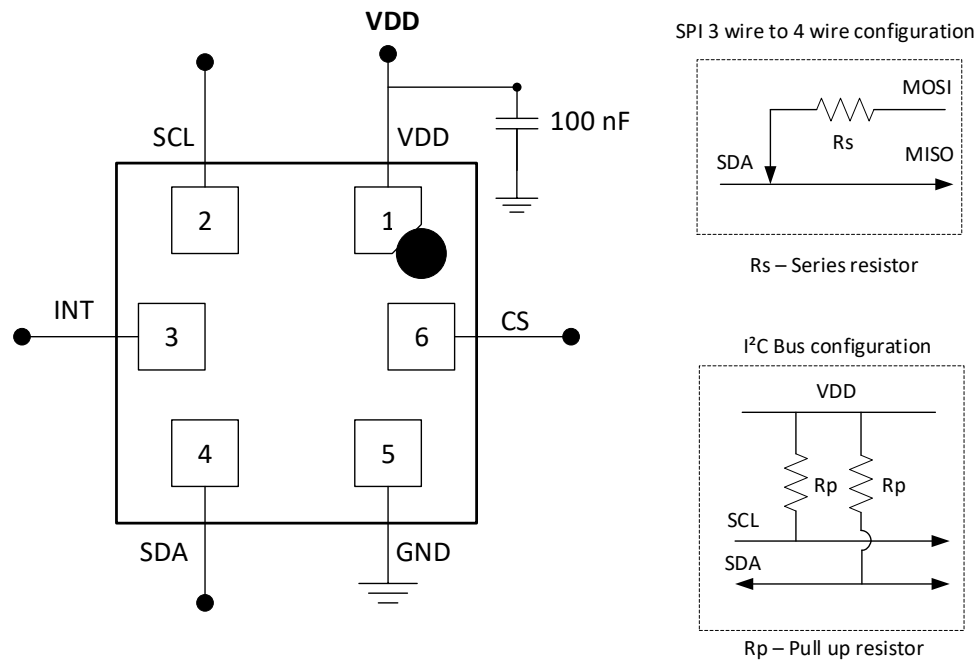 VDD
SCL
VDD
100 nF
2
1
INT
3
6
CS
4
5
SDA
GND
SPI 3 wire to 4 wire configuration
MOSI
Rs
SDA
MISO
Rs – Series resistor
I²C Bus configuration
VDD
Rp
Rp
SCL
SDA
Rp – Pull up resistor